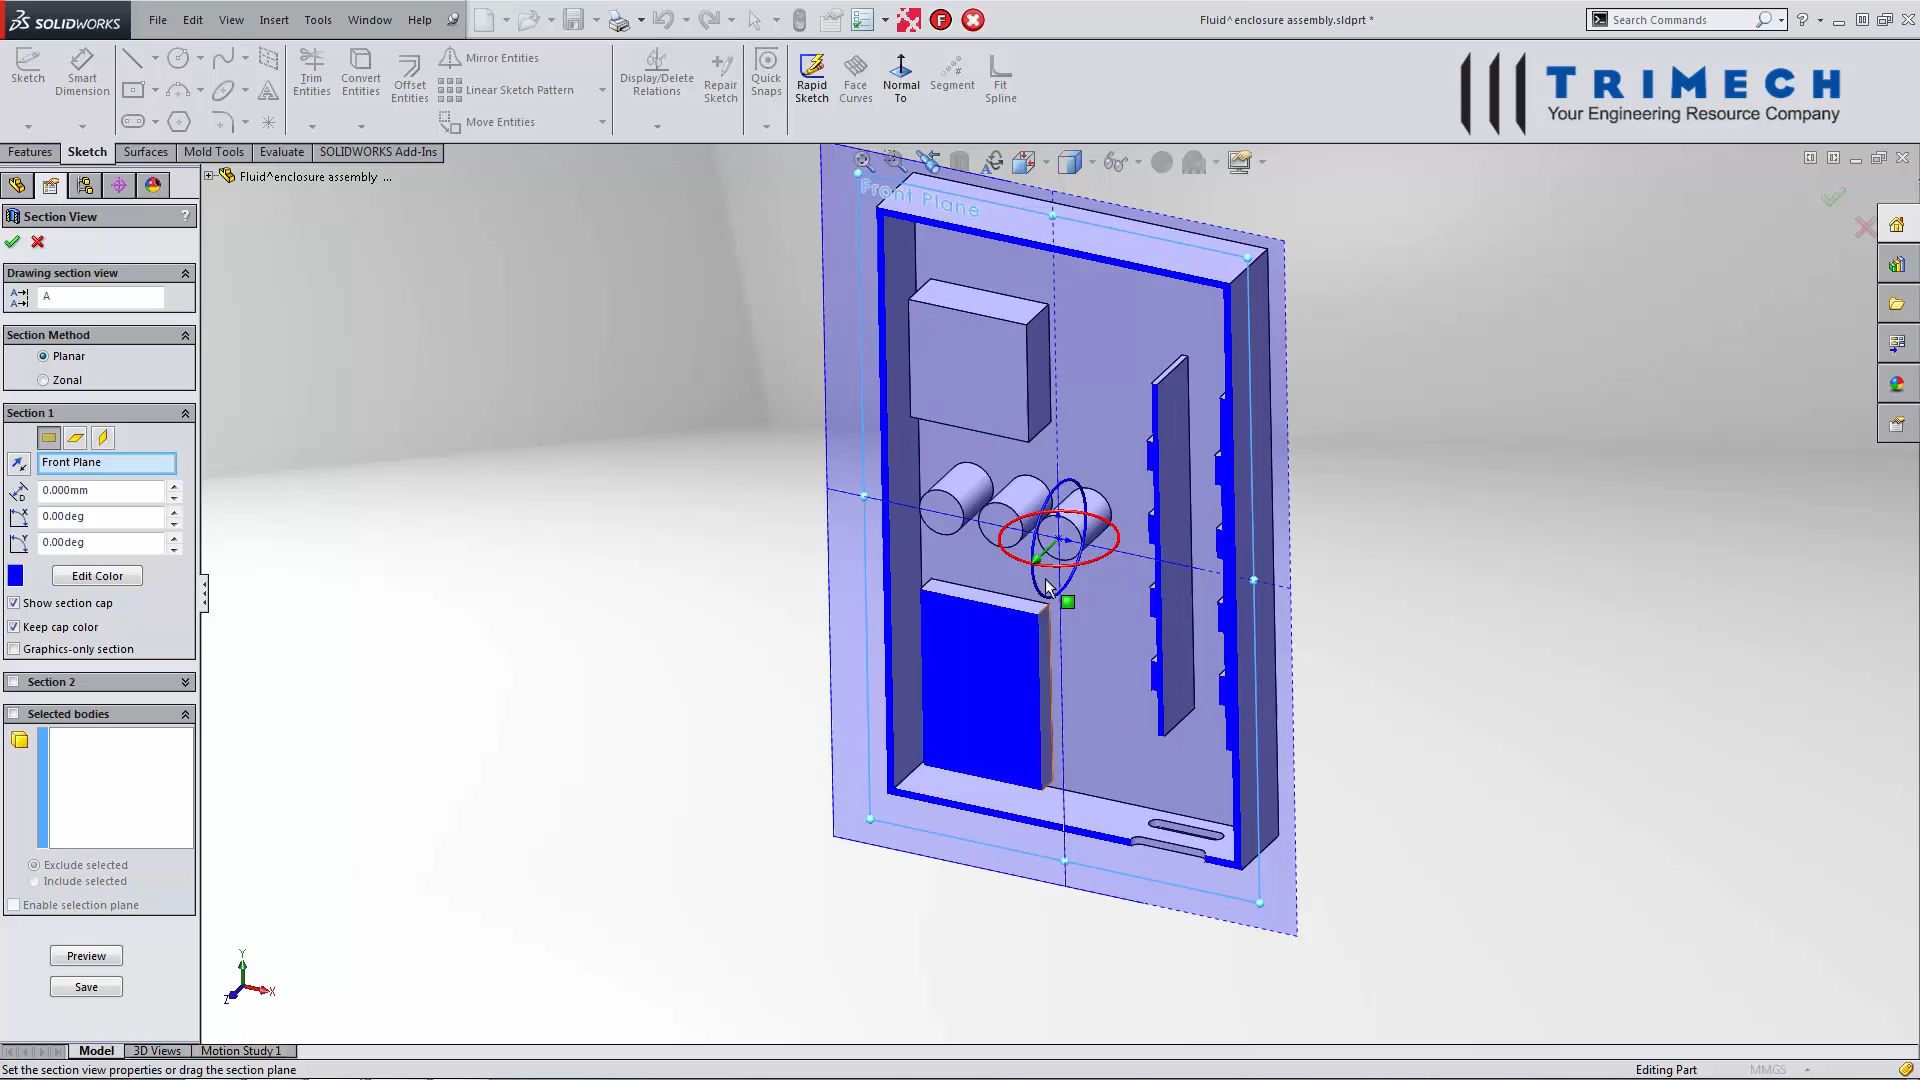 SOLIDWORKS
File Edit View Insert Tools Window Help
Fluid^enclosure assembly.sldprt *
Search Commands
Sketch
Smart Dimension
Trim Entities
Convert Entities
Offset Entities
Mirror Entities
Linear Sketch Pattern
Move Entities
Display/Delete Relations
Repair Sketch
Quick Snaps
Rapid Sketch
Face Curves
Normal To
Segment
Fit Spline
TRIMECH
Your Engineering Resource Company
Features Sketch Surfaces Mold Tools Evaluate SOLIDWORKS Add-Ins
Fluid^enclosure assembly ...
Front Plane
Section View
?
Drawing section view
A
Section Method
Planar
Zonal
Section 1
Front Plane
0.000mm
0.00deg
0.00deg
Edit Color
Show section cap
Keep cap color
Graphics-only section
Section 2
Selected bodies
Exclude selected
Include selected
Enable selection plane
Preview
Save
Y
X
Z
Model 3D Views Motion Study 1
Set the section view properties or drag the section plane
Editing Part
MMGS